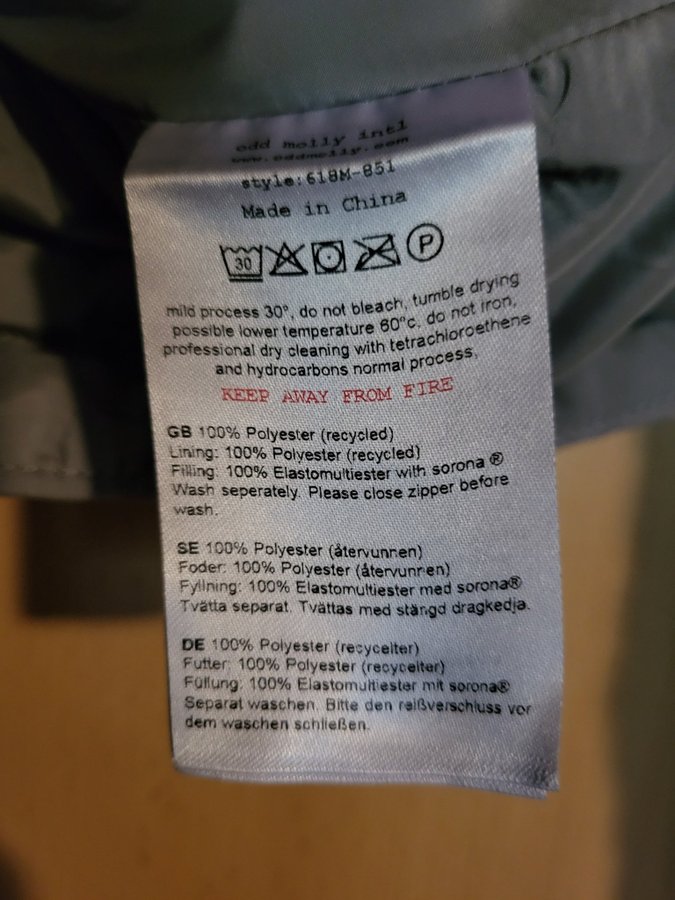 odd molly intl
www.oddmolly.com
style:618M-851
Made in China
30 P
mild process 30°, do not bleach, tumble drying
possible lower temperature 60°c, do not iron,
professional dry cleaning with tetrachloroethene
and hydrocarbons normal process.
KEEP AWAY FROM FIRE
GB 100% Polyester (recycled)
Lining: 100% Polyester (recycled)
Filling: 100% Elastomultiester with sorona ®
Wash seperately. Please close zipper before
wash.
SE 100% Polyester (återvunnen)
Foder: 100% Polyester (återvunnen)
Fyllning: 100% Elastomultiester med sorona®
Tvätta separat. Tvättas med stängd dragkedja.
DE 100% Polyester (recycelter)
Futter: 100% Polyester (recycelter)
Füllung: 100% Elastomultiester mit sorona®
Separat waschen. Bitte den reißverschluss vor
dem waschen schließen.